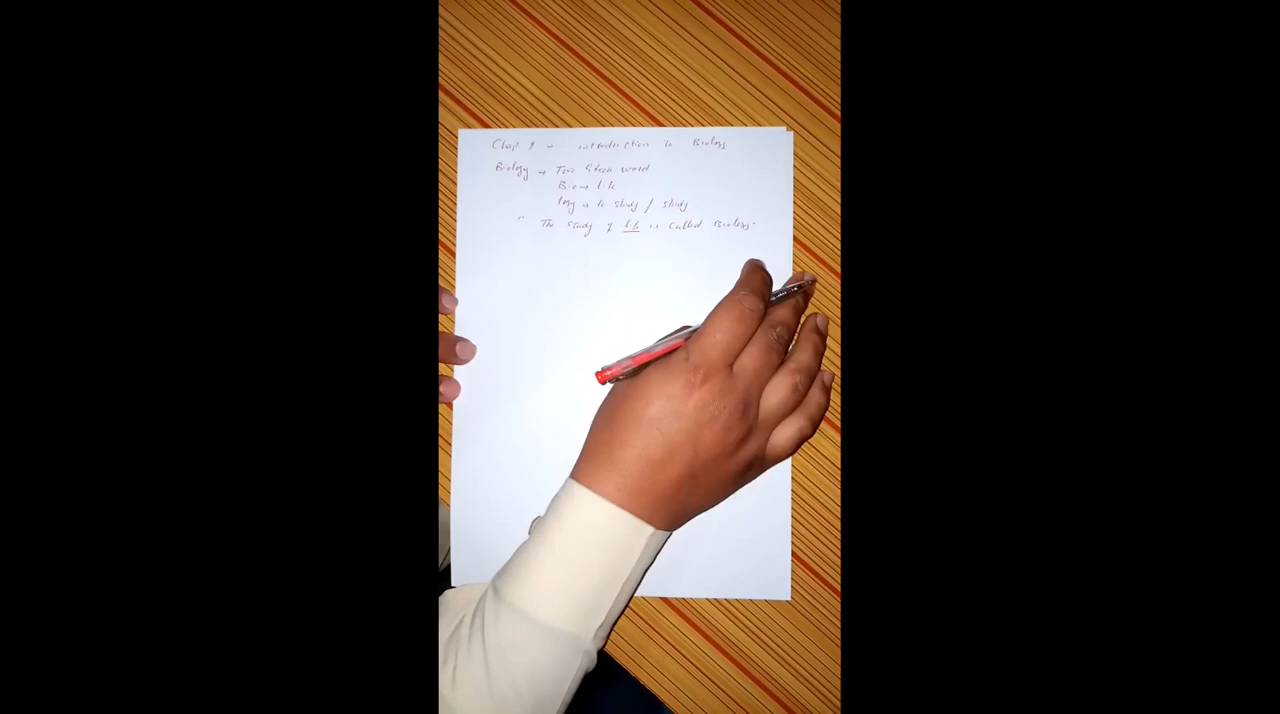 Chap 1 → introduction to Biology
Biology → Two Greek word
Bio → life
logy → to study / study.
" The study of life is called Biology "